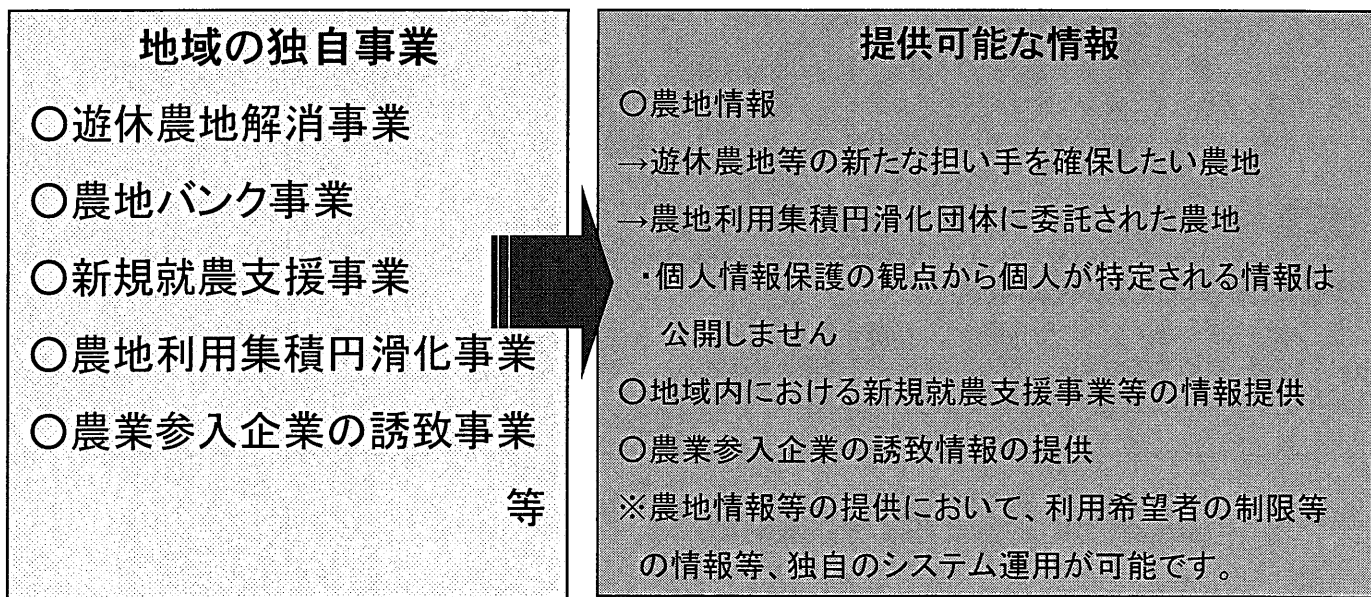 地域の独自事業
○遊休農地解消事業
○農地バンク事業
○新規就農支援事業
○農地利用集積円滑化事業
○農業参入企業の誘致事業
等
提供可能な情報
○農地情報
→遊休農地等の新たな担い手を確保したい農地
→農地利用集積円滑化団体に委託された農地
・個人情報保護の観点から個人が特定される情報は
公開しません
○地域内における新規就農支援事業等の情報提供
○農業参入企業の誘致情報の提供
※農地情報等の提供において、利用希望者の制限等
の情報等、独自のシステム運用が可能です。